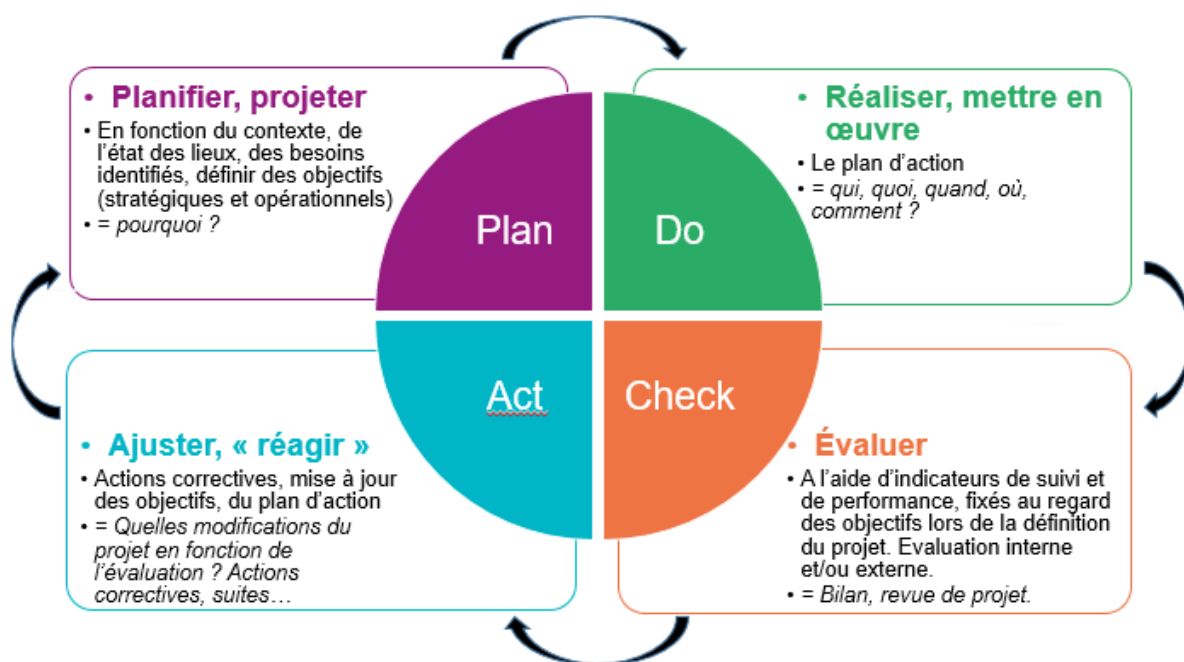 • Planifier, projeter
• En fonction du contexte, de
l'état des lieux, des besoins
identifiés, définir des objectifs
(stratégiques et opérationnels)
• = pourquoi ?
Plan
Do
• Réaliser, mettre en
œuvre
• Le plan d'action
• = qui, quoi, quand, où,
comment ?
Act
Check
• Ajuster, « réagir »
• Actions correctives, mise à jour
des objectifs, du plan d'action
• = Quelles modifications du
projet en fonction de
l'évaluation ? Actions
correctives, suites…
• Évaluer
• A l'aide d'indicateurs de suivi et
de performance, fixés au regard
des objectifs lors de la définition
du projet. Evaluation interne
et/ou externe.
• = Bilan, revue de projet.